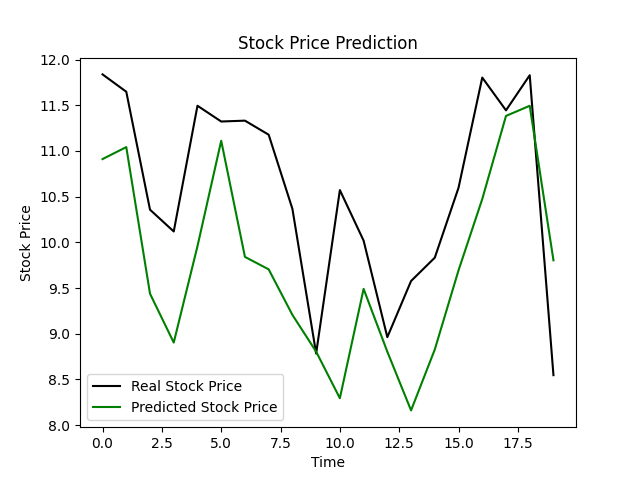 Stock Price Prediction
12.0
11.5
11.0
10.5
10.0
9.5
9.0
8.5
8.0
Stock Price
Real Stock Price
Predicted Stock Price
0.0 2.5 5.0 7.5 10.0 12.5 15.0 17.5
Time